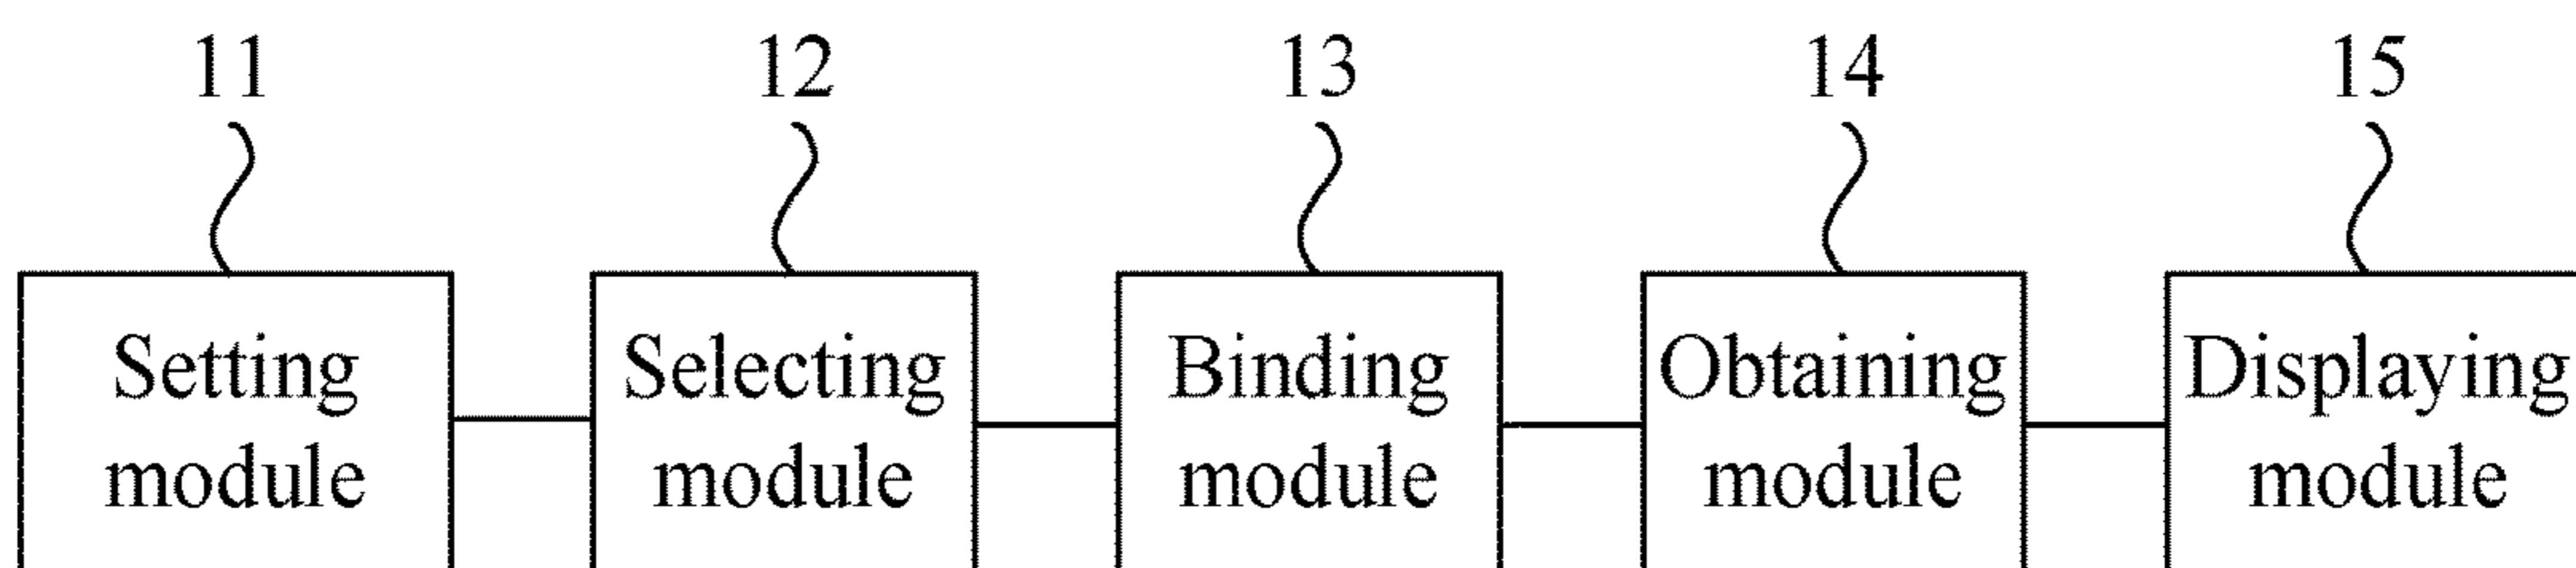 11 12 13 14 15
Setting Selecting Binding Obtaining Displaying
module module module module module